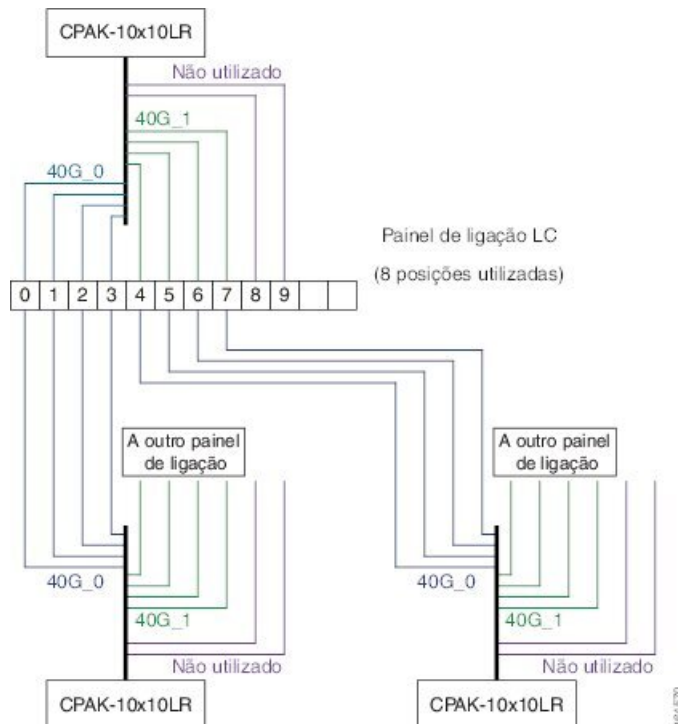 CPAK-10x10LR
Não utilizado
40G_1
40G_0
Painel de ligação LC
(8 posições utilizadas)
0 1 2 3 4 5 6 7 8 9
A outro painel
de ligação
A outro painel
de ligação
40G_0
40G_0
40G_1
40G_1
Não utilizado
Não utilizado
CPAK-10x10LR
CPAK-10x10LR